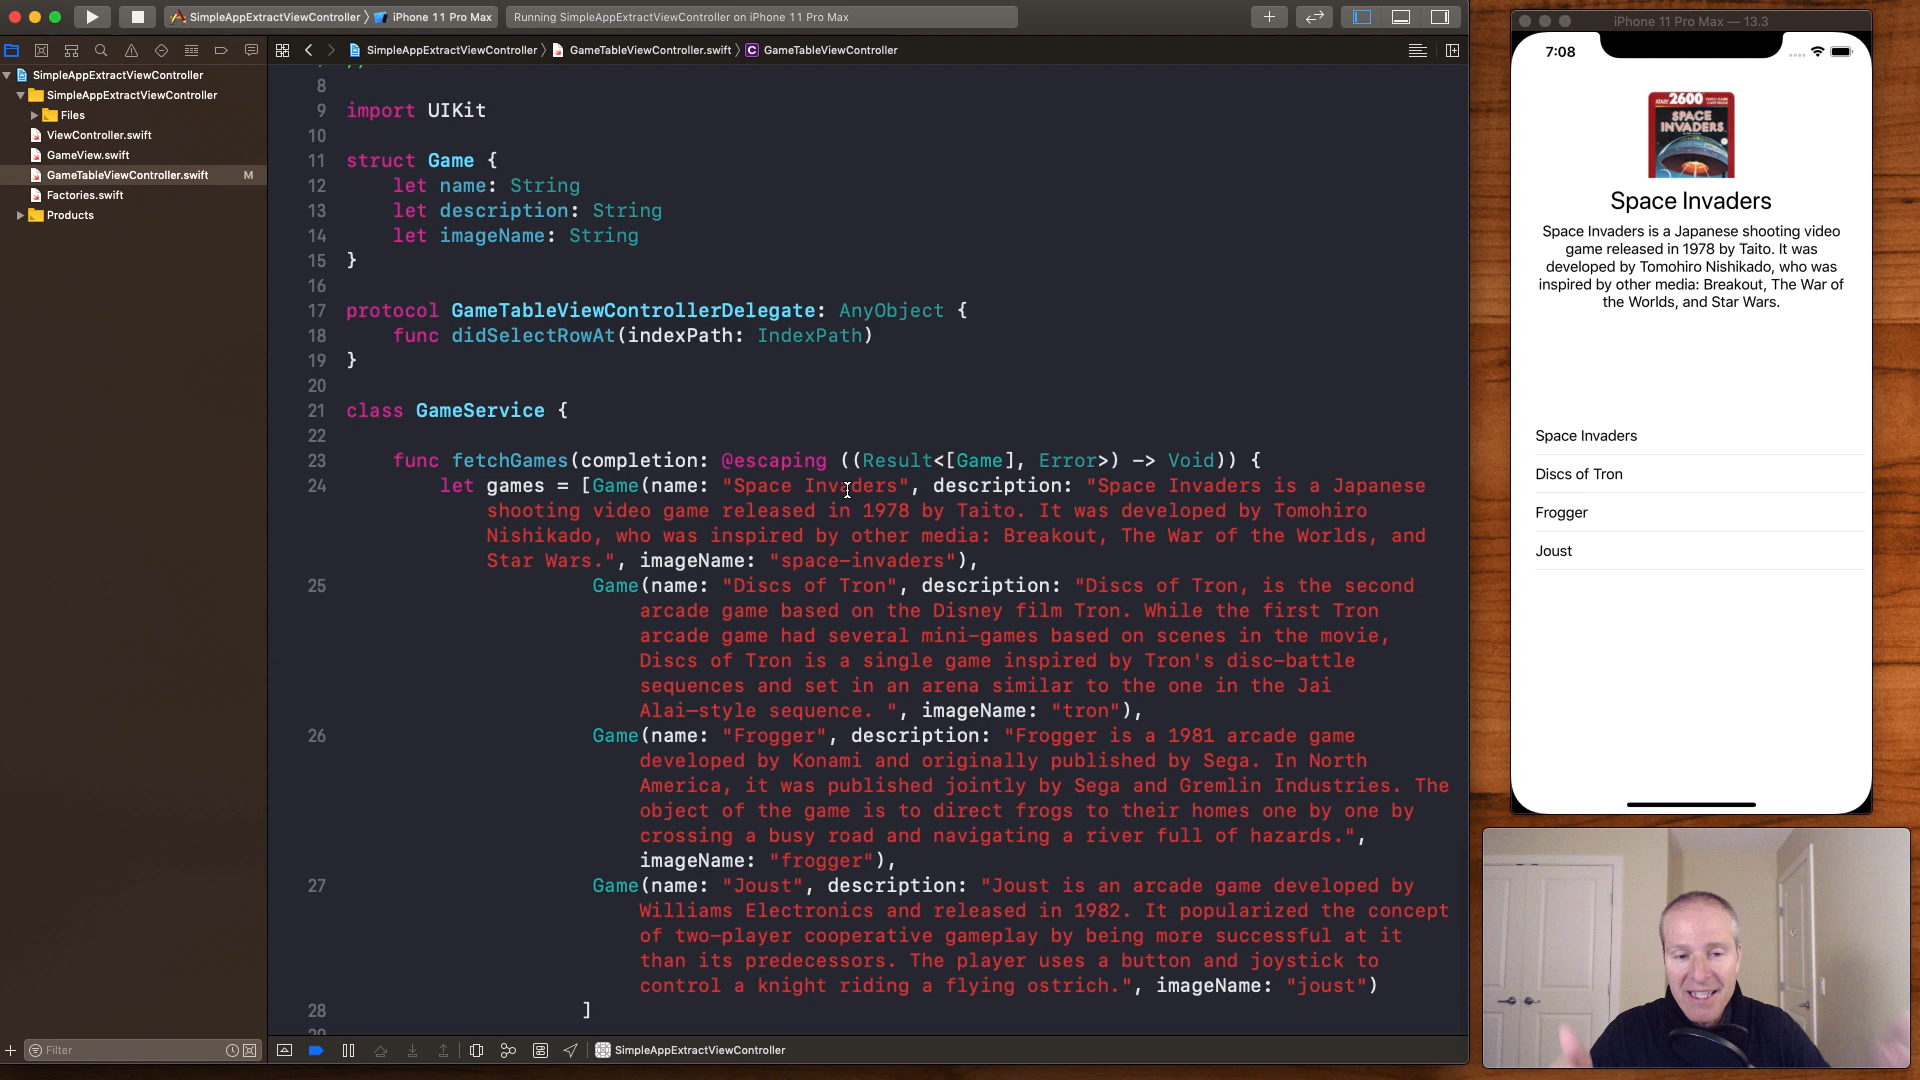 SimpleAppExtractViewController 〉 iPhone 11 Pro Max
Running SimpleAppExtractViewController on iPhone 11 Pro Max
SimpleAppExtractViewController 〉 GameTableViewController.swift 〉 C GameTableViewController
SimpleAppExtractViewController
SimpleAppExtractViewController
Files
ViewController.swift
GameView.swift
GameTableViewController.swift M
Factories.swift
Products
Filter
8
9 import UIKit
10
11 struct Game {
12 let name: String
13 let description: String
14 let imageName: String
15 }
16
17 protocol GameTableViewControllerDelegate: AnyObject {
18 func didSelectRowAt(indexPath: IndexPath)
19 }
20
21 class GameService {
22
23 func fetchGames(completion: @escaping ((Result<[Game], Error>) -> Void)) {
24 let games = [Game(name: "Space Invaders", description: "Space Invaders is a Japanese
shooting video game released in 1978 by Taito. It was developed by Tomohiro
Nishikado, who was inspired by other media: Breakout, The War of the Worlds, and
Star Wars.", imageName: "space-invaders"),
25 Game(name: "Discs of Tron", description: "Discs of Tron, is the second
arcade game based on the Disney film Tron. While the first Tron
arcade game had several mini-games based on scenes in the movie,
Discs of Tron is a single game inspired by Tron's disc-battle
sequences and set in an arena similar to the one in the Jai
Alai-style sequence. ", imageName: "tron"),
26 Game(name: "Frogger", description: "Frogger is a 1981 arcade game
developed by Konami and originally published by Sega. In North
America, it was published jointly by Sega and Gremlin Industries. The
object of the game is to direct frogs to their homes one by one by
crossing a busy road and navigating a river full of hazards.",
imageName: "frogger"),
27 Game(name: "Joust", description: "Joust is an arcade game developed by
Williams Electronics and released in 1982. It popularized the concept
of two-player cooperative gameplay by being more successful at it
than its predecessors. The player uses a button and joystick to
control a knight riding a flying ostrich.", imageName: "joust")
28 ]
SimpleAppExtractViewController
iPhone 11 Pro Max — 13.3
7:08
ATARI 2600
SPACE
INVADERS
Space Invaders
Space Invaders is a Japanese shooting video
game released in 1978 by Taito. It was
developed by Tomohiro Nishikado, who was
inspired by other media: Breakout, The War of
the Worlds, and Star Wars.
Space Invaders
Discs of Tron
Frogger
Joust